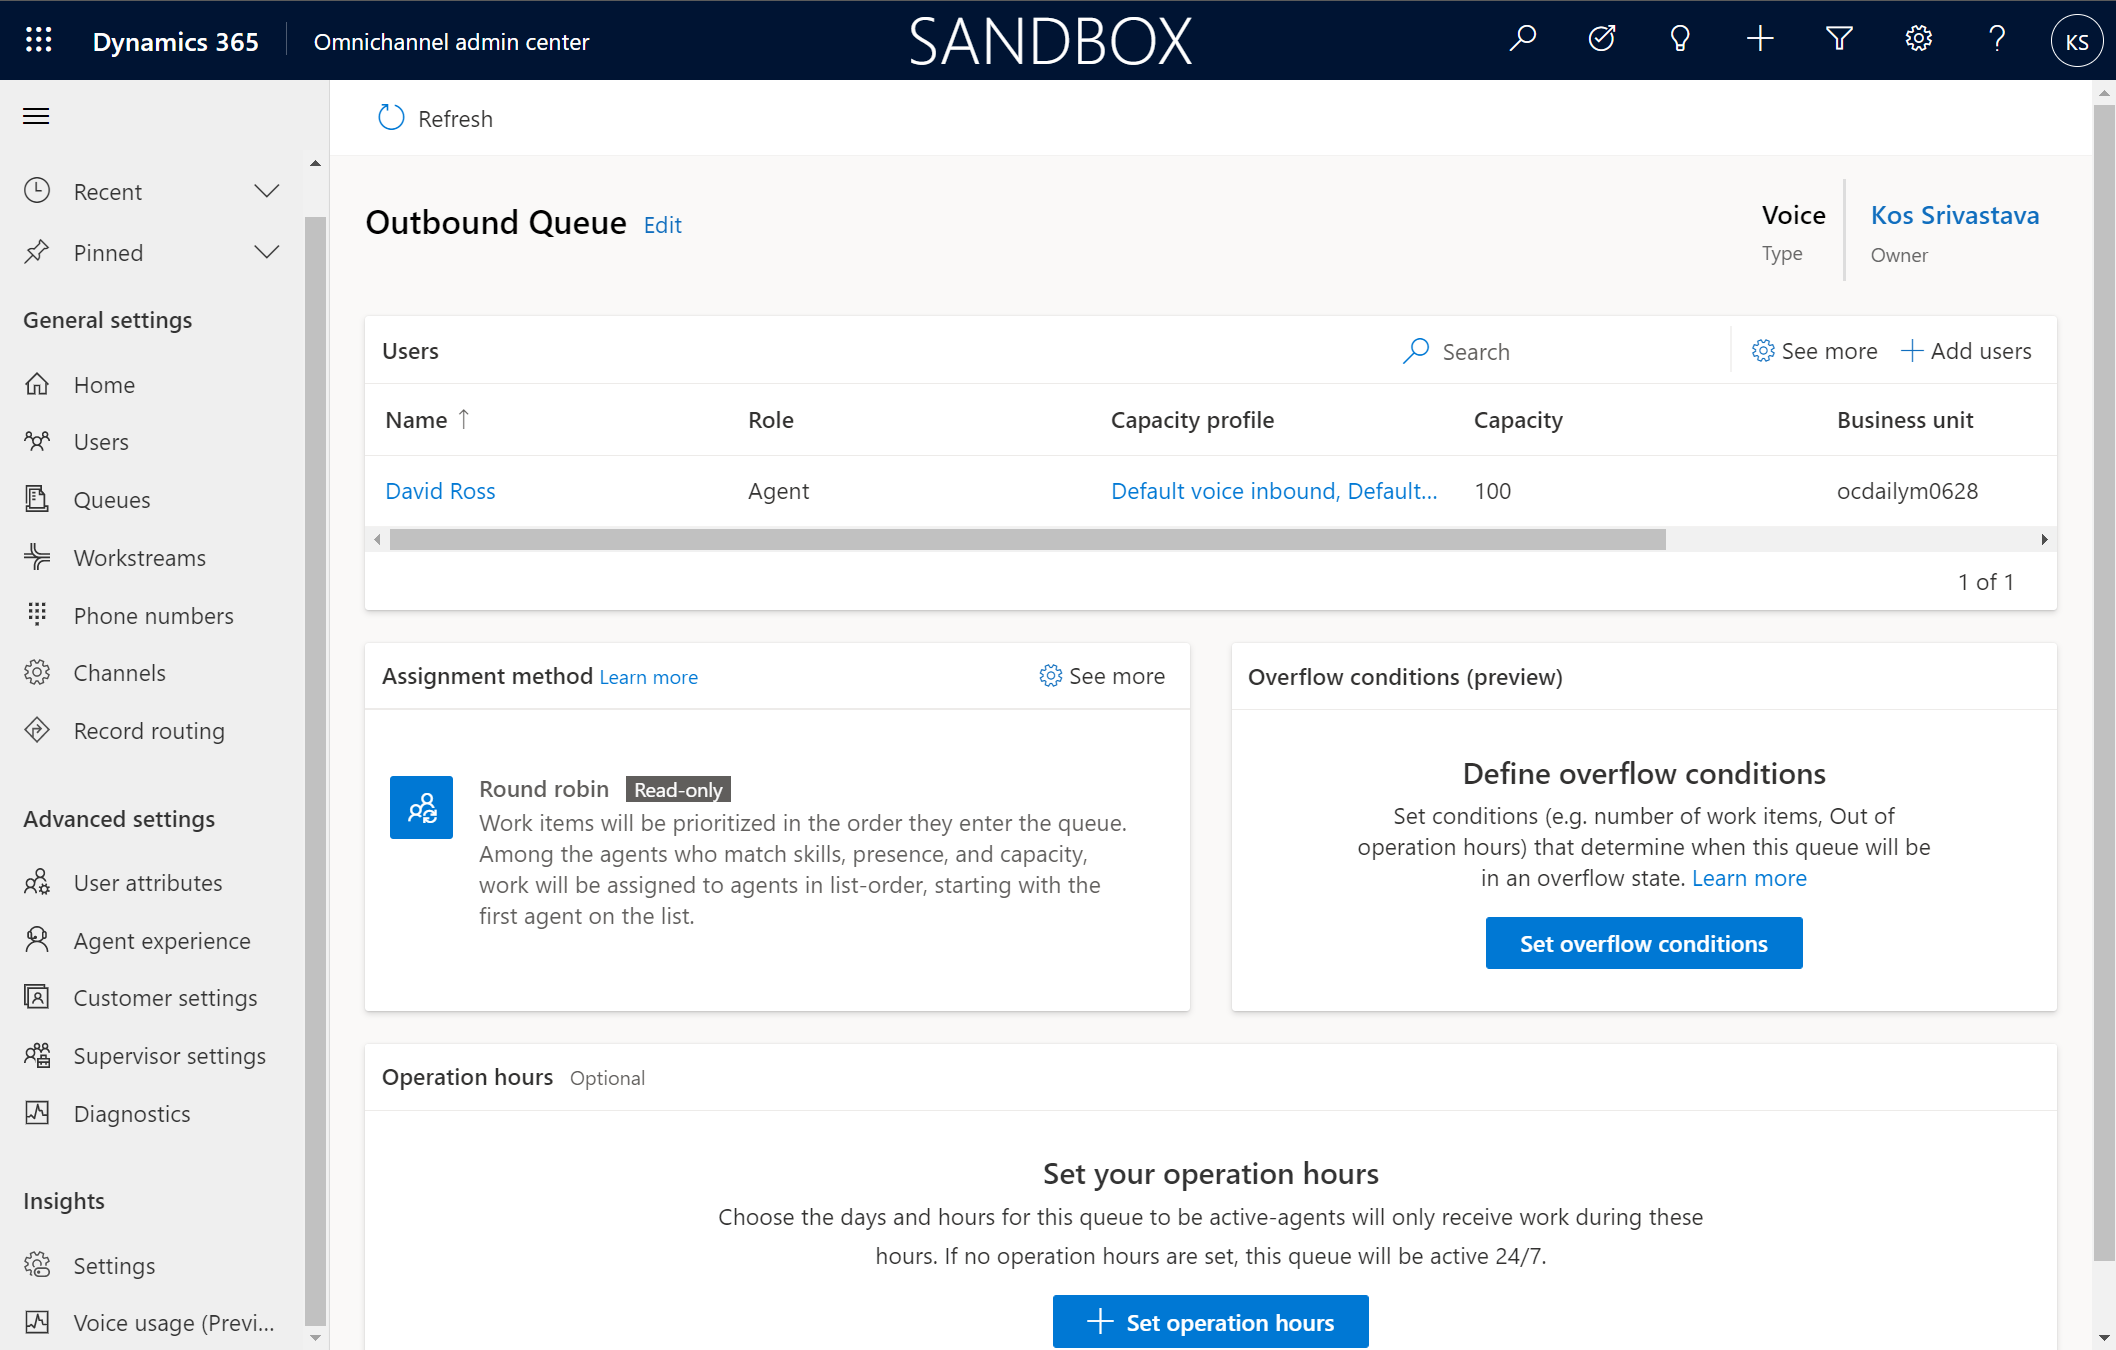 Dynamics 365
Omnichannel admin center
SANDBOX
KS
Recent
Pinned
General settings
Home
Users
Queues
Workstreams
Phone numbers
Channels
Record routing
Advanced settings
User attributes
Agent experience
Customer settings
Supervisor settings
Diagnostics
Insights
Settings
Voice usage (Previ...
Refresh
Outbound Queue Edit
Voice
Type
Kos Srivastava
Owner
Users
Search
See more
Add users
Name Role Capacity profile Capacity Business unit
David Ross Agent Default voice inbound, Default... 100 ocdailym0628
1 of 1
Assignment method Learn more
See more
Round robin Read-only
Work items will be prioritized in the order they enter the queue.
Among the agents who match skills, presence, and capacity,
work will be assigned to agents in list-order, starting with the
first agent on the list.
Overflow conditions (preview)
Define overflow conditions
Set conditions (e.g. number of work items, Out of
operation hours) that determine when this queue will be
in an overflow state. Learn more
Set overflow conditions
Operation hours Optional
Set your operation hours
Choose the days and hours for this queue to be active-agents will only receive work during these
hours. If no operation hours are set, this queue will be active 24/7.
Set operation hours